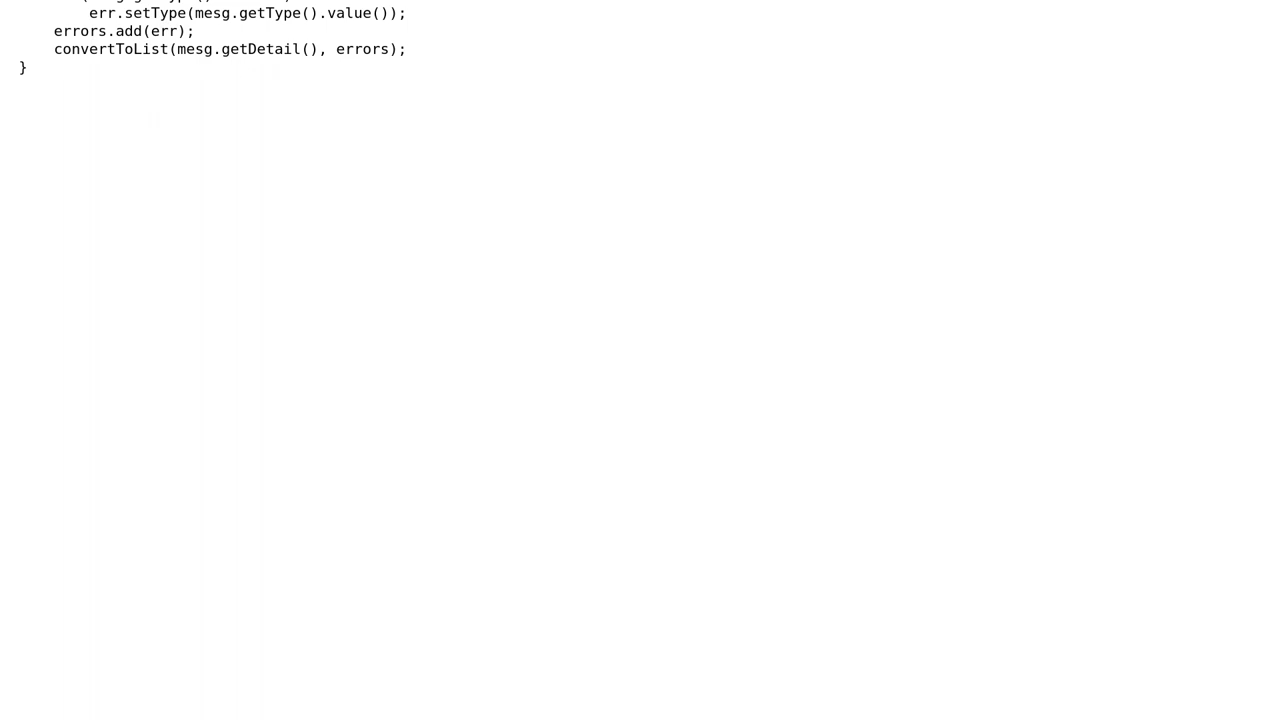 err.setType(mesg.getType().value());
errors.add(err);
convertToList(mesg.getDetail(), errors);
}